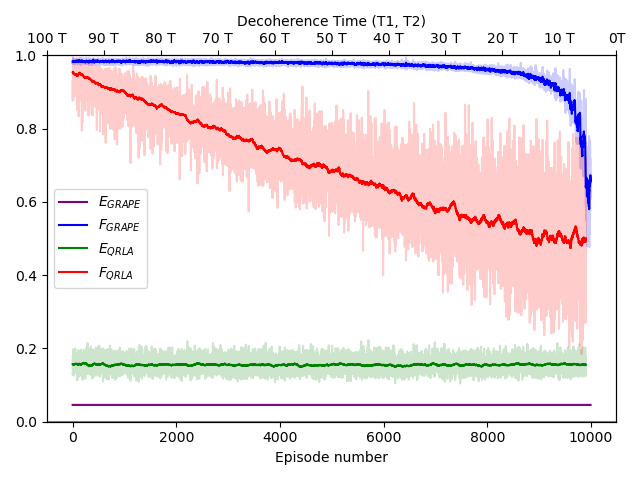 Decoherence Time (T1, T2)
100 T 90 T 80 T 70 T 60 T 50 T 40 T 30 T 20 T 10 T 0T
1.0
0.8
0.6
0.4
0.2
0.0
E_GRAPE
F_GRAPE
E_QRLA
F_QRLA
0 2000 4000 6000 8000 10000
Episode number